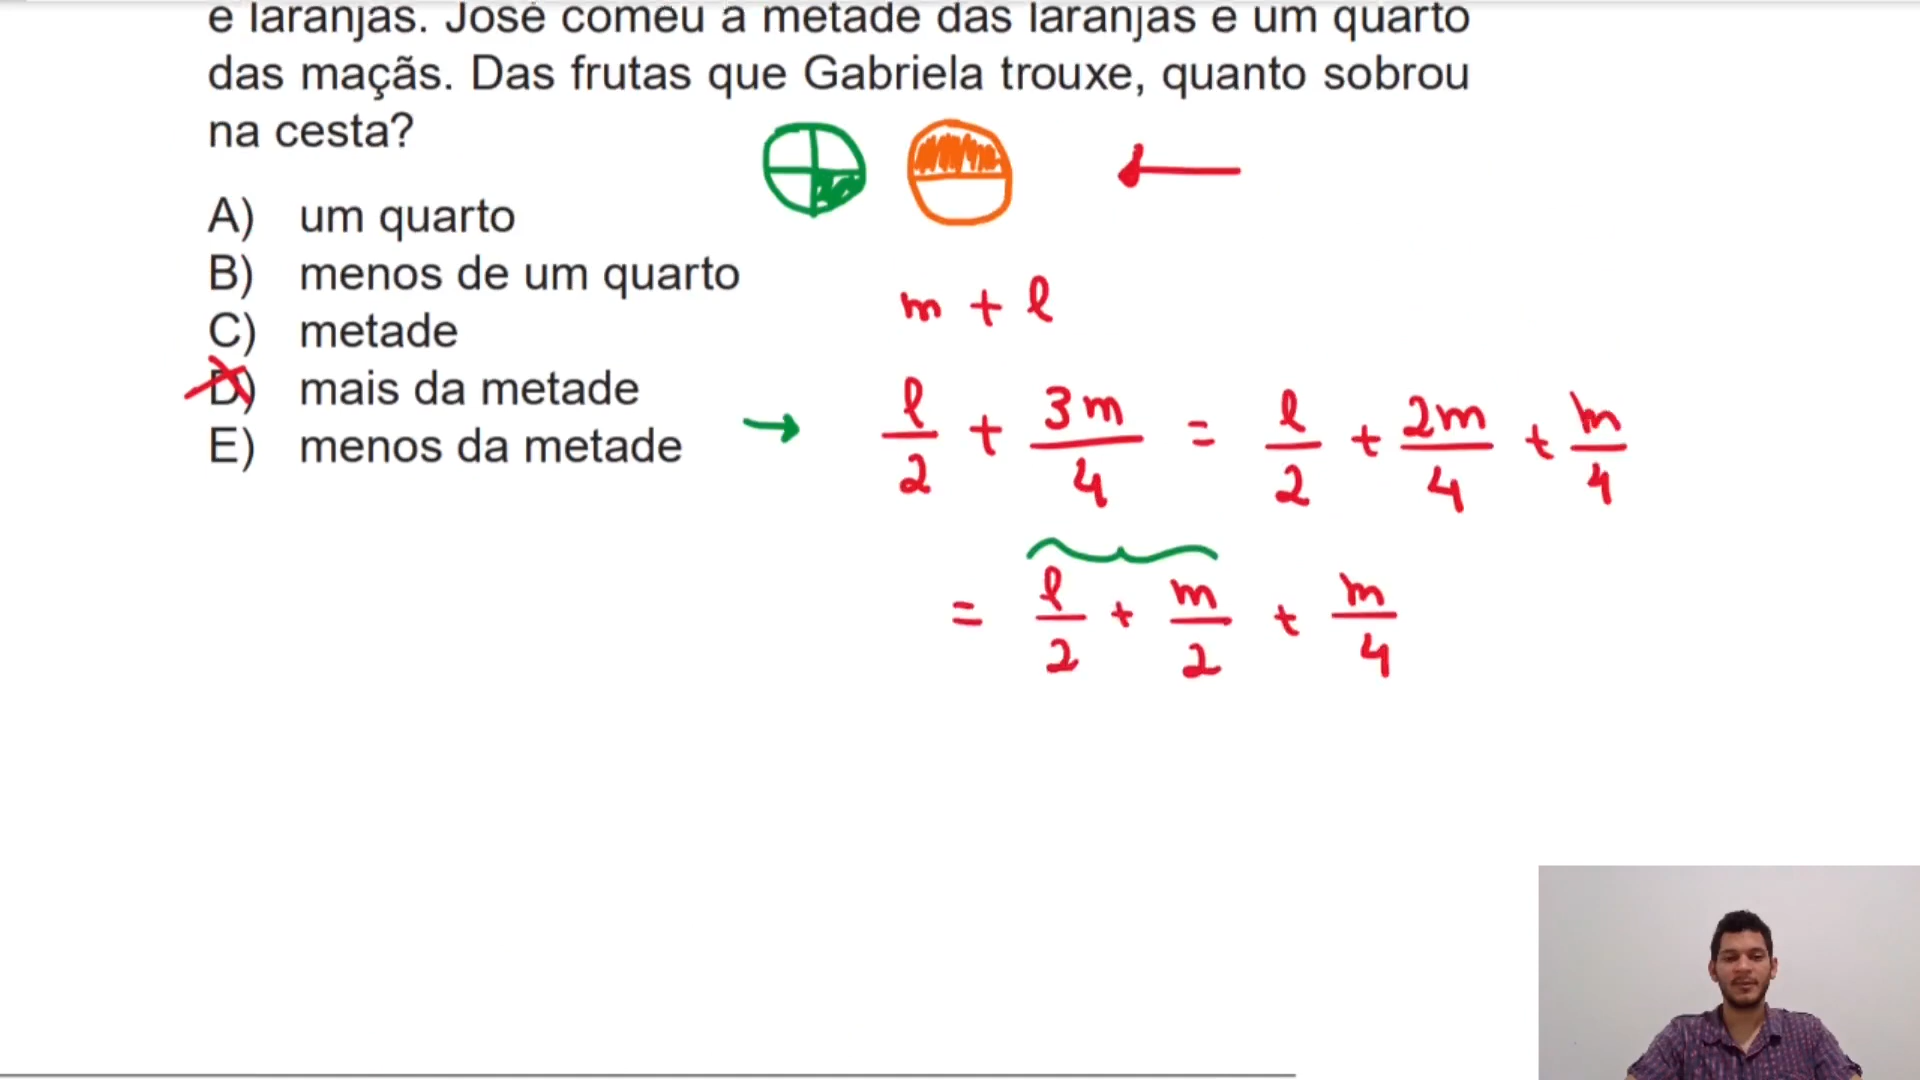 e laranjas. José comeu a metade das laranjas e um quarto
das maçãs. Das frutas que Gabriela trouxe, quanto sobrou
na cesta?
A) um quarto
B) menos de um quarto
C) metade
D) mais da metade
E) menos da metade
m + l
l/2 + 3m/4 = l/2 + 2m/4 + m/4
= l/2 + m/2 + m/4